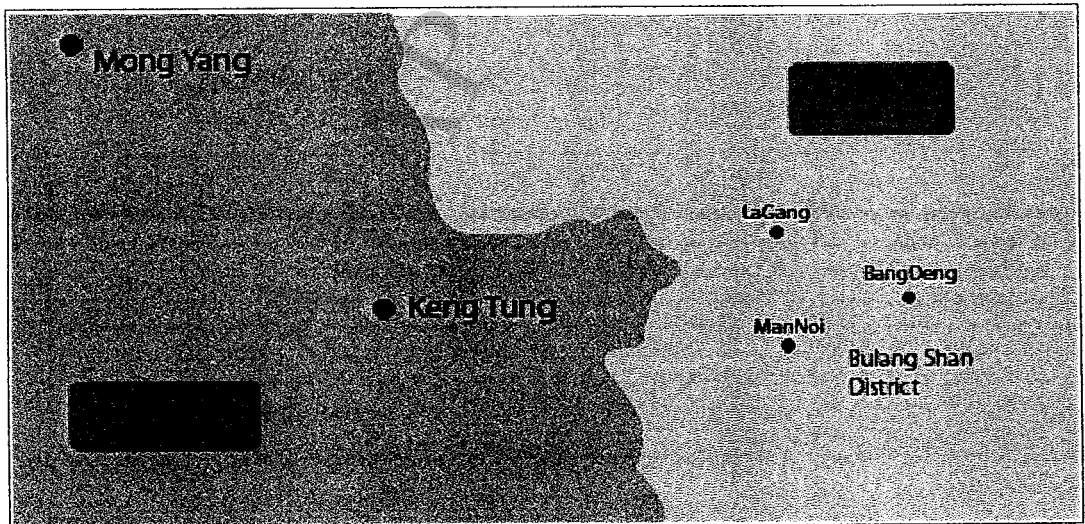 Mong Yang
LaGang
BangDeng
Keng Tung
ManNoi
Bulang Shan
District